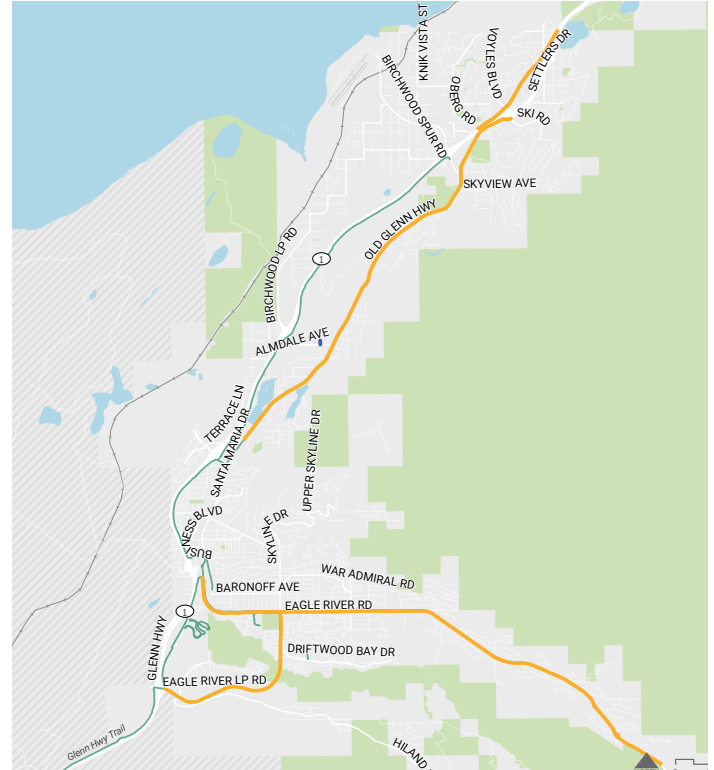 KNIK VISTA ST
VOYLES BLVD
SETTLERS DR
BIRCHWOOD SPUR RD
OBERG RD
SKI RD
SKYVIEW AVE
OLD GLENN HWY
BIRCHWOOD LP RD
1
ALMDALE AVE
TERRACE LN
SANTA MARIA DR
UPPER SKYLINE DR
SKYLINE DR
BUSINESS BLVD
WAR ADMIRAL RD
BARONOFF AVE
EAGLE RIVER RD
1
GLENN HWY
DRIFTWOOD BAY DR
EAGLE RIVER LP RD
Glenn Hwy Trail
HILAND